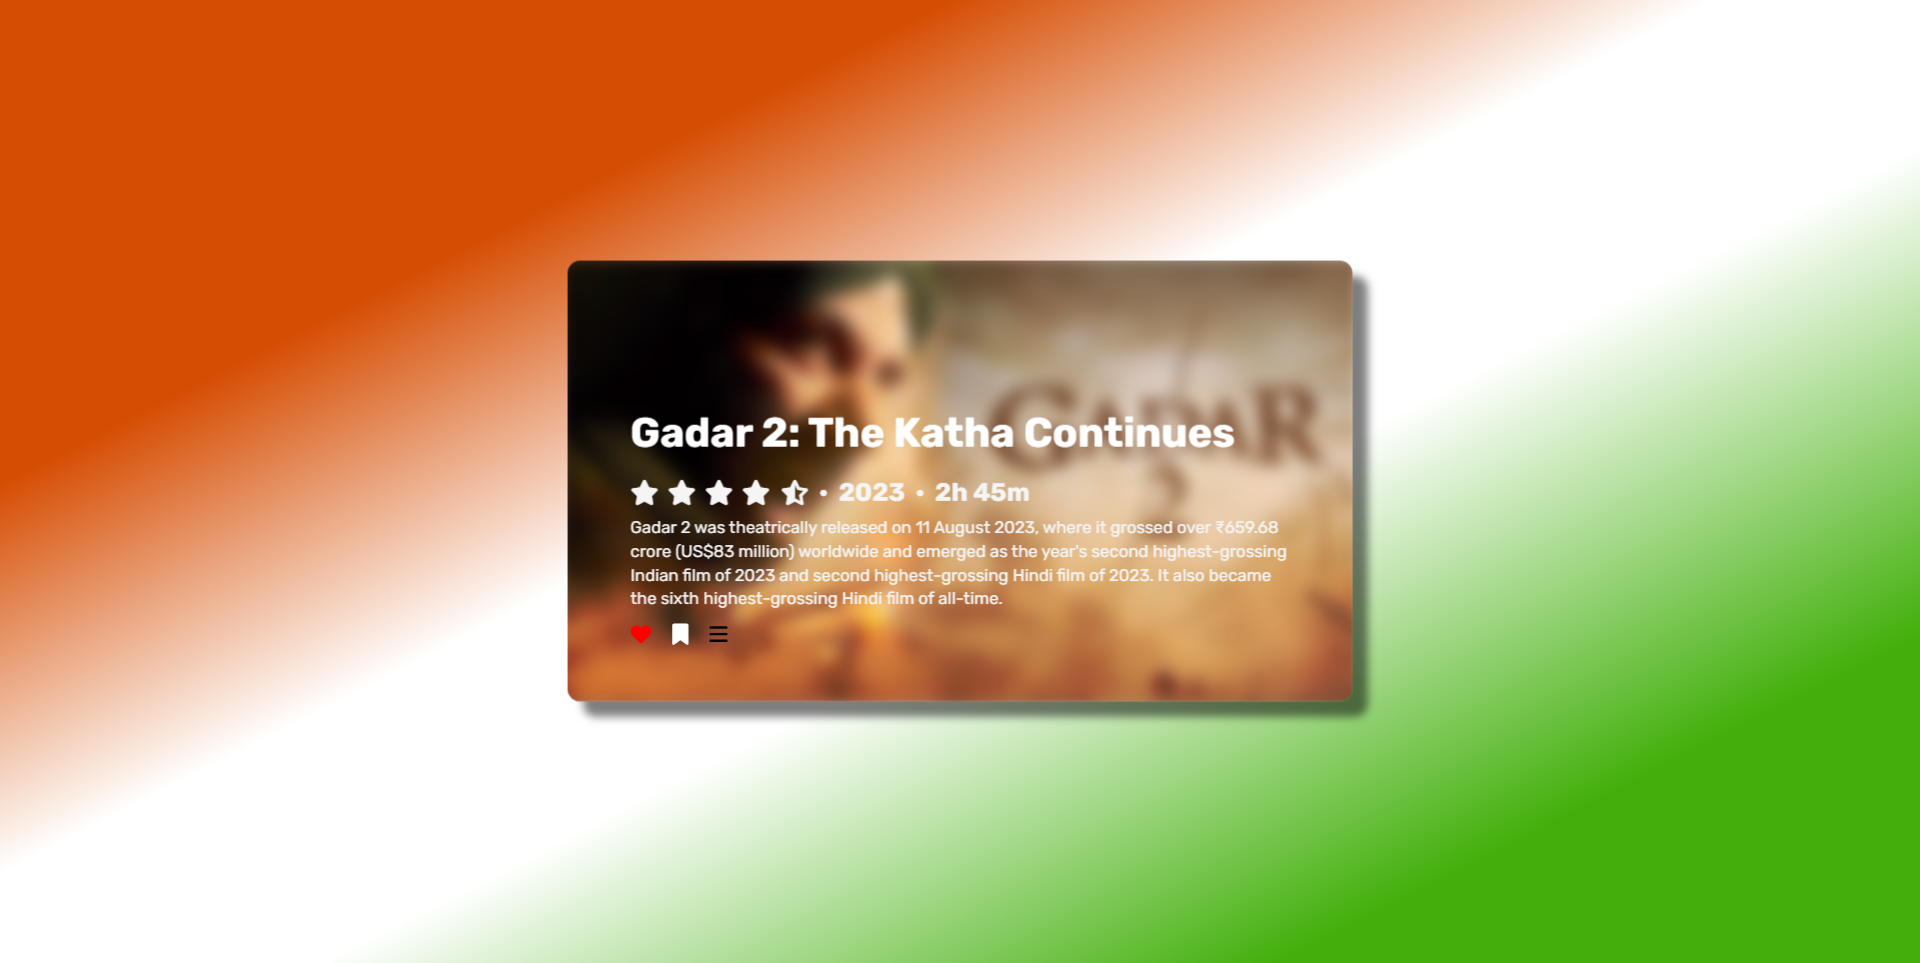 GADAR
2
Gadar 2: The Katha Continues
• 2023 • 2h 45m
Gadar 2 was theatrically released on 11 August 2023, where it grossed over ₹659.68
crore (US$83 million) worldwide and emerged as the year's second highest-grossing
Indian film of 2023 and second highest-grossing Hindi film of 2023. It also became
the sixth highest-grossing Hindi film of all-time.